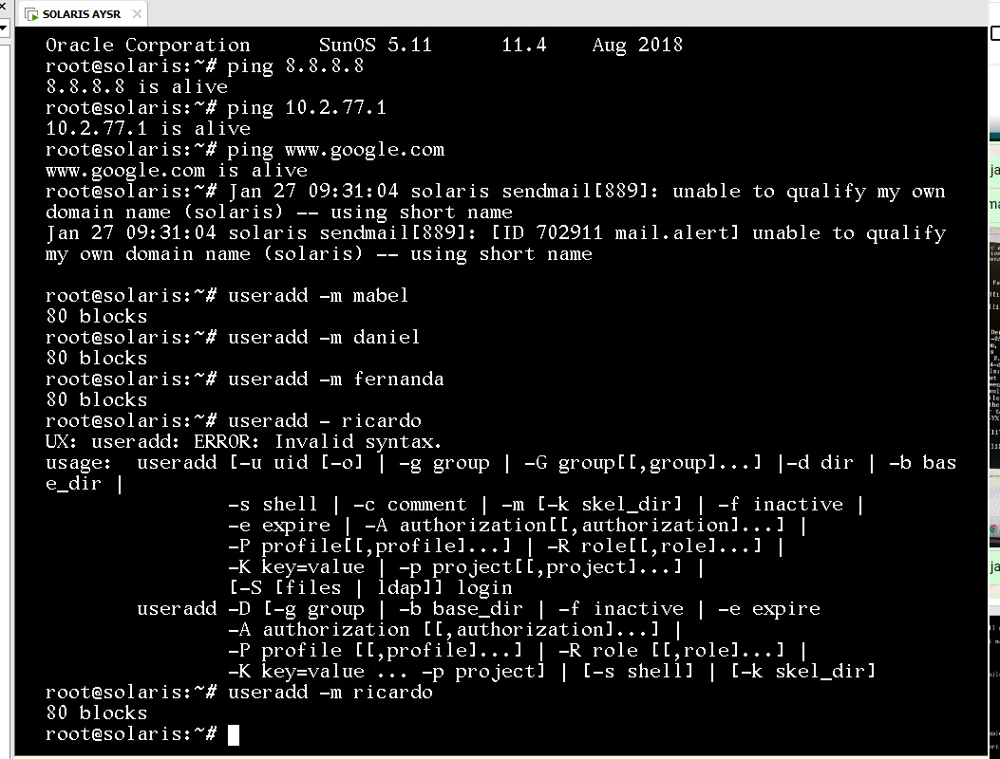 SOLARIS AYSR
Oracle Corporation      SunOS 5.11      11.4    Aug 2018
root@solaris:~# ping 8.8.8.8
8.8.8.8 is alive
root@solaris:~# ping 10.2.77.1
10.2.77.1 is alive
root@solaris:~# ping www.google.com
www.google.com is alive
root@solaris:~# Jan 27 09:31:04 solaris sendmail[889]: unable to qualify my own
domain name (solaris) -- using short name
Jan 27 09:31:04 solaris sendmail[889]: [ID 702911 mail.alert] unable to qualify
my own domain name (solaris) -- using short name
root@solaris:~# useradd -m mabel
80 blocks
root@solaris:~# useradd -m daniel
80 blocks
root@solaris:~# useradd -m fernanda
80 blocks
root@solaris:~# useradd - ricardo
UX: useradd: ERROR: Invalid syntax.
usage:  useradd [-u uid [-o] | -g group | -G group[[,group]...] |-d dir | -b bas
e_dir |
                -s shell | -c comment | -m [-k skel_dir] | -f inactive |
                -e expire | -A authorization[[,authorization]...] |
                -P profile[[,profile]...] | -R role[[,role]...] |
                -K key=value | -p project[[,project]...] |
                [-S [files | ldap]] login
        useradd -D [-g group | -b base_dir | -f inactive | -e expire
                -A authorization [[,authorization]...] |
                -P profile [[,profile]...] | -R role [[,role]...] |
                -K key=value ... -p project] | [-s shell] | [-k skel_dir]
root@solaris:~# useradd -m ricardo
80 blocks
root@solaris:~#